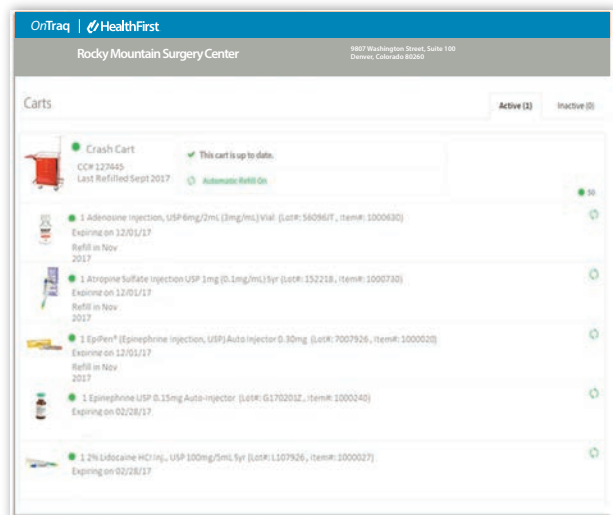 OnTraq | HealthFirst
Rocky Mountain Surgery Center
9807 Washington Street, Suite 100
Denver, Colorado 80260
Carts
Active (1)
Inactive (0)
Crash Cart
CC# 127445
Last Refilled Sept 2017
This cart is up to date.
Automatic Refill On
50
1 Adenosine Injection, USP 6mg/2mL (3mg/mL) Vial (Lot#: 56096JT, Item#: 1000630)
Expiring on 12/01/17
Refill in Nov
2017
1 Atropine Sulfate Injection USP 1mg (0.1mg/mL) Syr (Lot#: 152218, Item#: 1000730)
Expiring on 12/01/17
Refill in Nov
2017
1 EpiPen® (Epinephrine Injection, USP) Auto Injector 0.30mg (Lot#: 7007926, Item#: 1000020)
Expiring on 12/01/17
Refill in Nov
2017
1 Epinephrine USP 0.15mg Auto-Injector (Lot#: G170201Z, Item#: 1000240)
Expiring on 02/28/17
1 2% Lidocaine HCl Inj., USP 100mg/5mL Syr (Lot#: L107926, Item#: 1000027)
Expiring on 02/28/17